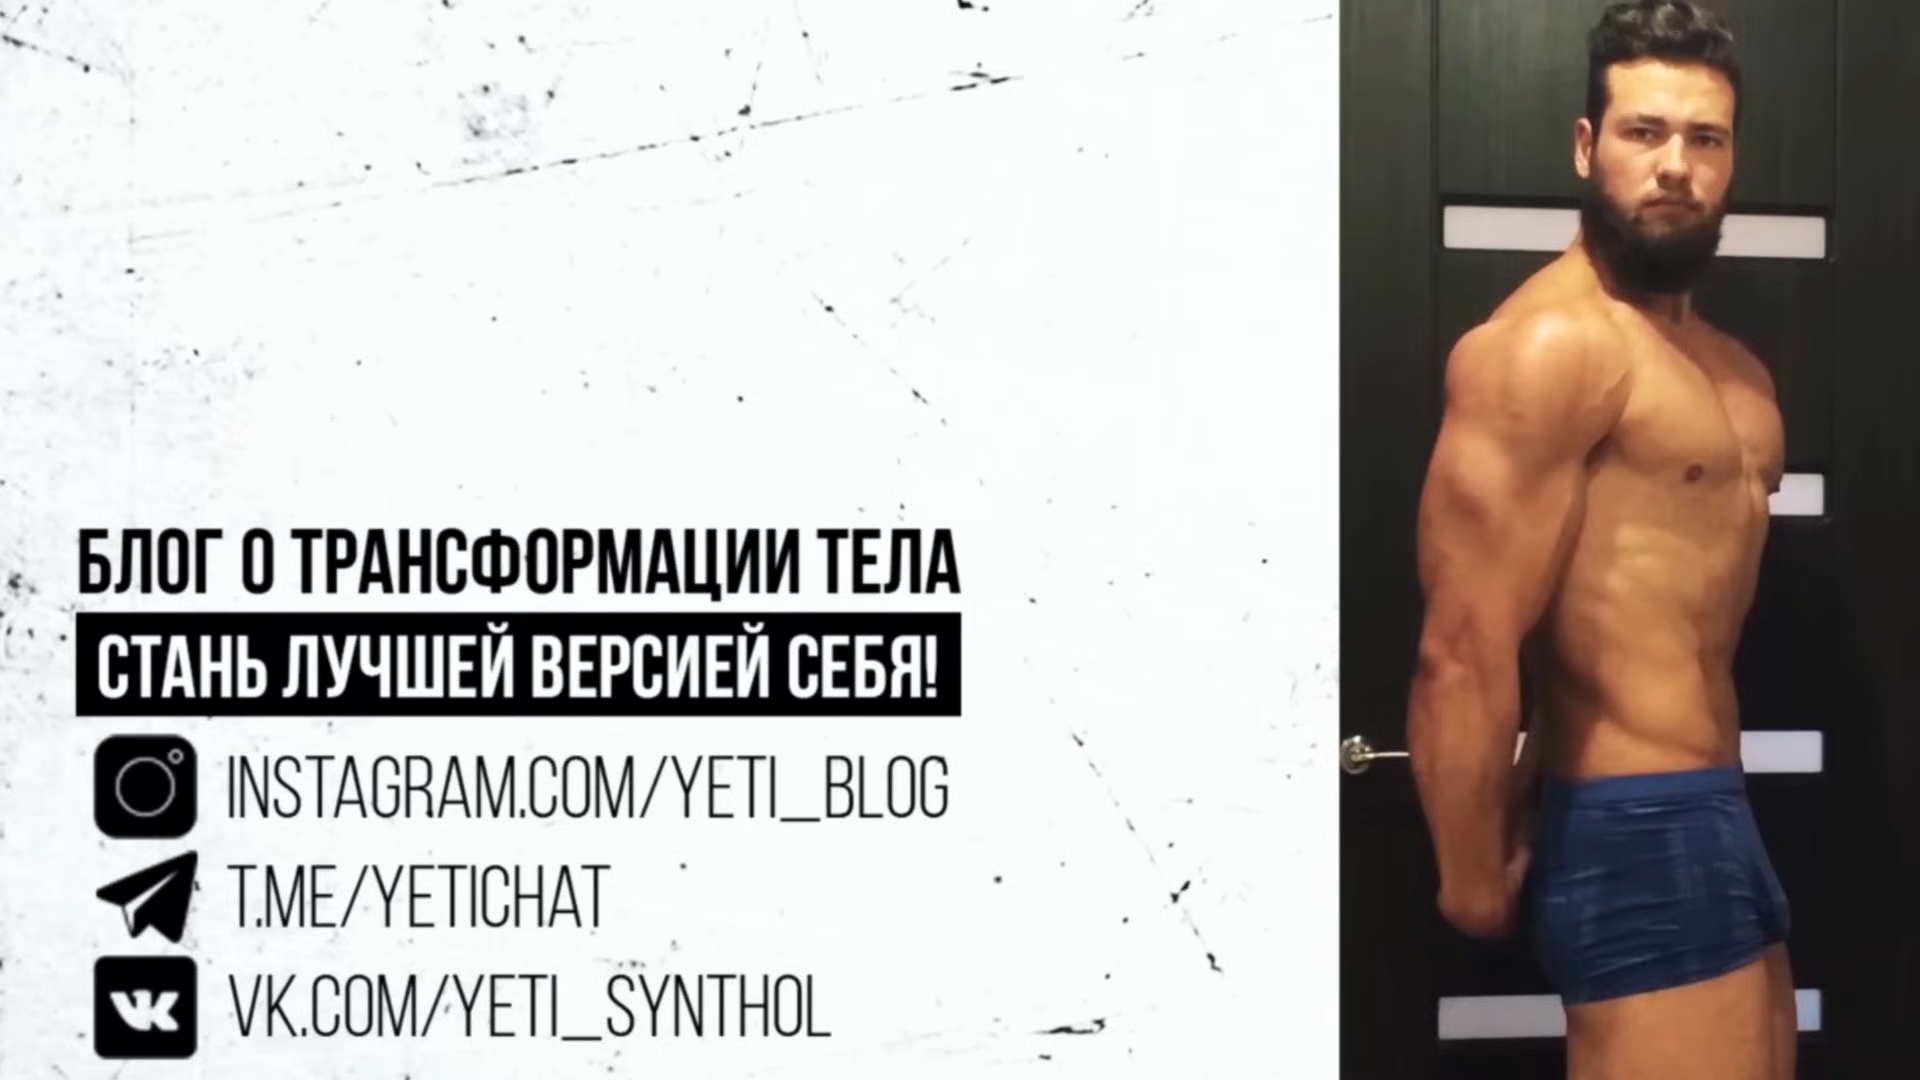 БЛОГ О ТРАНСФОРМАЦИИ ТЕЛА
СТАНЬ ЛУЧШЕЙ ВЕРСИЕЙ СЕБЯ!
INSTAGRAM.COM/YETI_BLOG
T.ME/YETICHAT
VK.COM/YETI_SYNTHOL